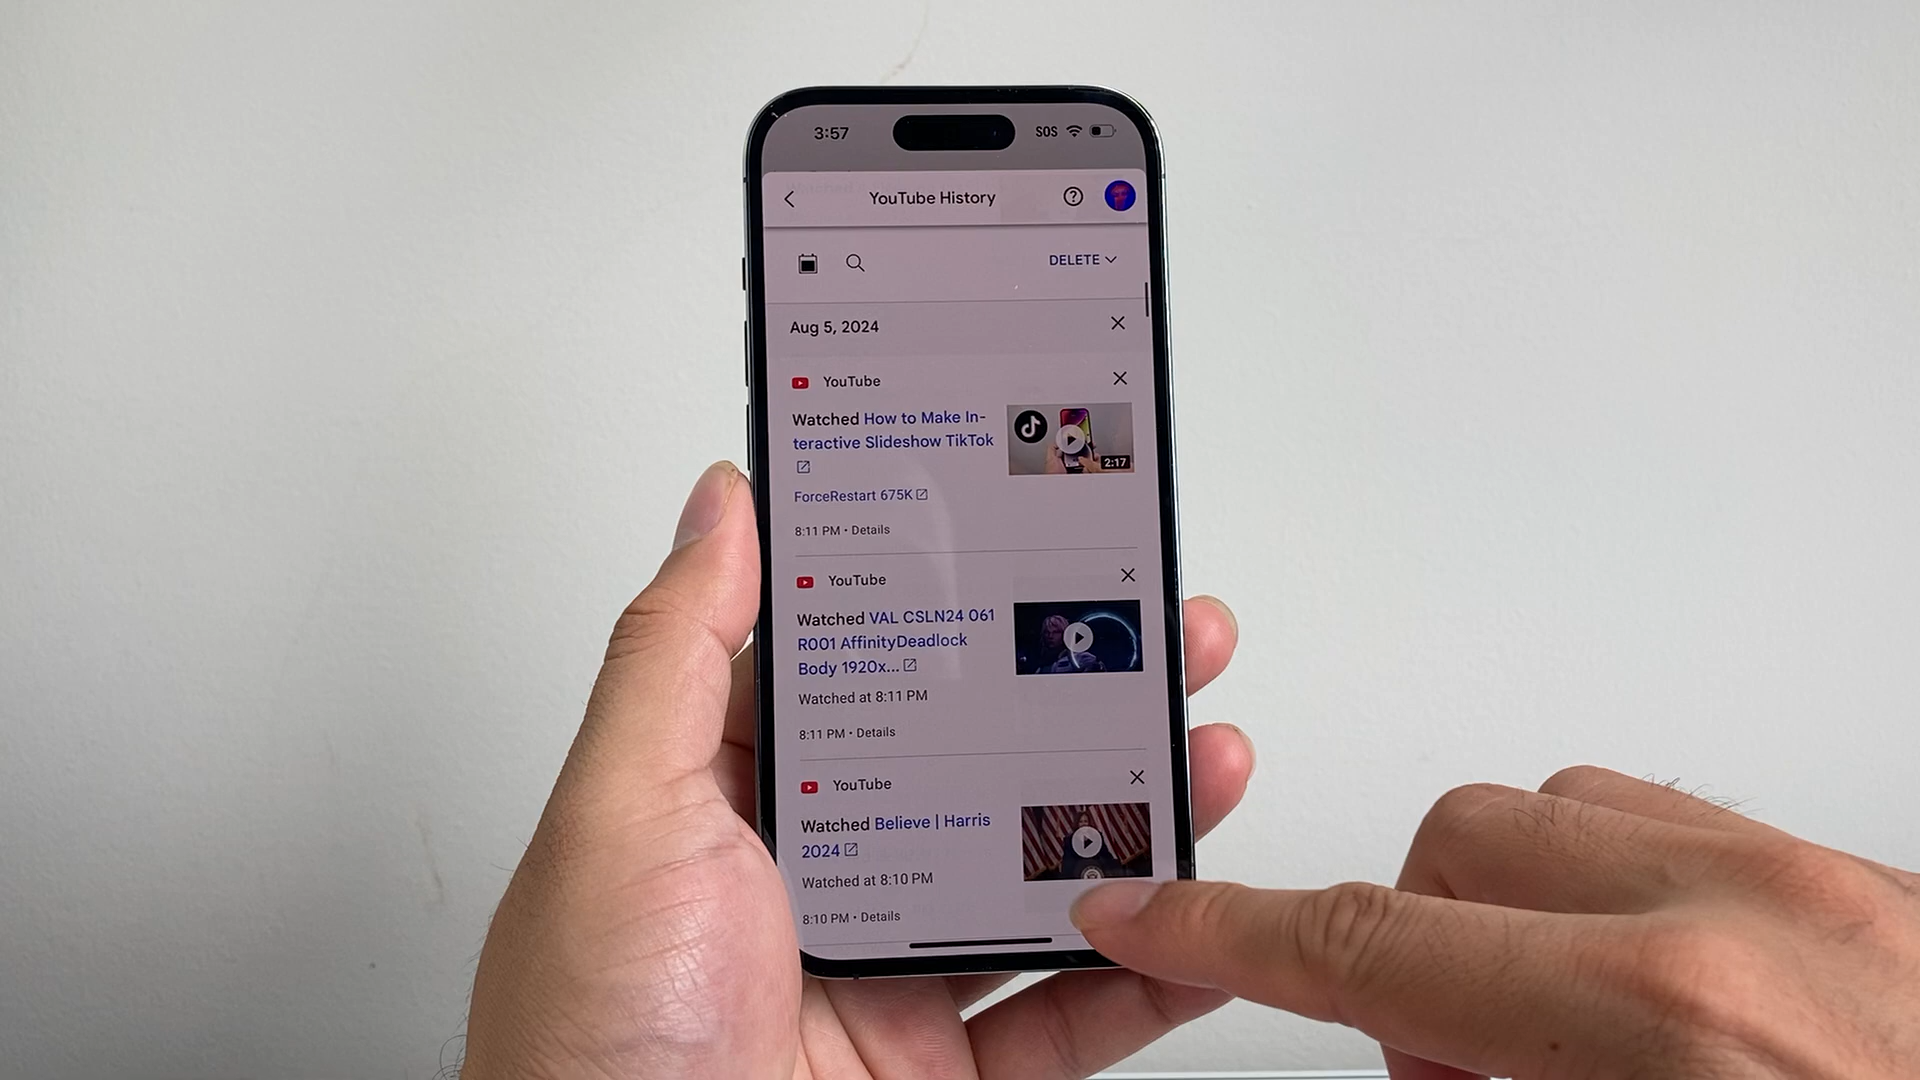 3:57
SOS
YouTube History
DELETE
Aug 5, 2024
YouTube
Watched How to Make In-
teractive Slideshow TikTok
2:17
ForceRestart 675K
8:11 PM • Details
YouTube
Watched VAL CSLN24 061
R001 AffinityDeadlock
Body 1920x...
Watched at 8:11 PM
8:11 PM • Details
YouTube
Watched Believe | Harris
2024
Watched at 8:10 PM
8:10 PM • Details